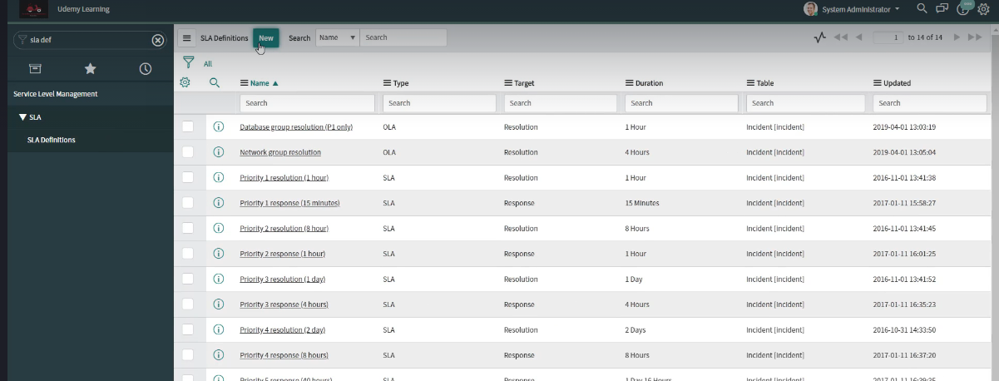 Udemy Learning
System Administrator
sla def
SLA Definitions New Search Name Search
1 to 14 of 14
All
Name Type Target Duration Table Updated
Search Search Search Search Search Search
Service Level Management
SLA
SLA Definitions
Database group resolution (P1 only) OLA Resolution 1 Hour Incident [incident] 2019-04-01 13:03:19
Network group resolution OLA Resolution 4 Hours Incident [incident] 2019-04-01 13:05:04
Priority 1 resolution (1 hour) SLA Resolution 1 Hour Incident [incident] 2016-11-01 13:41:38
Priority 1 response (15 minutes) SLA Response 15 Minutes Incident [incident] 2017-01-11 15:58:27
Priority 2 resolution (8 hour) SLA Resolution 8 Hours Incident [incident] 2016-11-01 13:41:45
Priority 2 response (1 hour) SLA Response 1 Hour Incident [incident] 2017-01-11 16:01:25
Priority 3 resolution (1 day) SLA Resolution 1 Day Incident [incident] 2016-11-01 13:41:52
Priority 3 response (4 hours) SLA Response 4 Hours Incident [incident] 2017-01-11 16:35:23
Priority 4 resolution (2 day) SLA Resolution 2 Days Incident [incident] 2016-10-31 14:33:50
Priority 4 response (8 hours) SLA Response 8 Hours Incident [incident] 2017-01-11 16:37:20
Priority 5 response (40 hours) SLA Response 1 Day 16 Hours Incident [incident] 2017-01-11 16:39:35